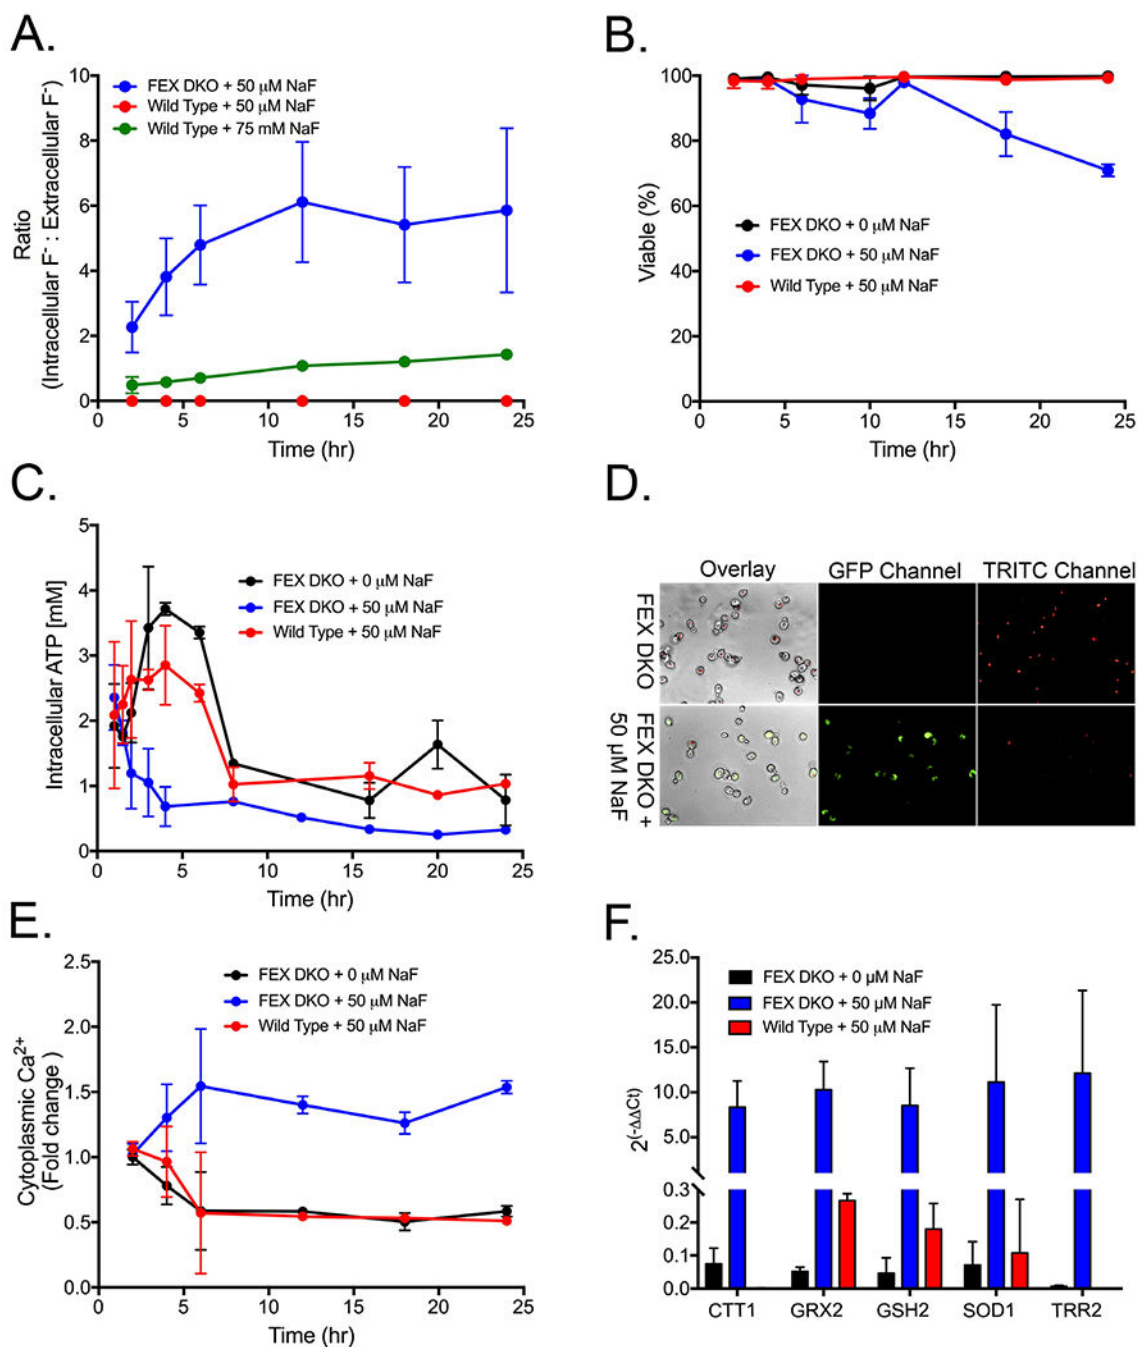 A.
10
8
6
4
2
0
Ratio
(Intracellular F⁻ : Extracellular F⁻)
FEX DKO + 50 μM NaF
Wild Type + 50 μM NaF
Wild Type + 75 mM NaF
0 5 10 15 20 25
Time (hr)
B.
100
80
60
40
20
0
Viable (%)
FEX DKO + 0 μM NaF
FEX DKO + 50 μM NaF
Wild Type + 50 μM NaF
0 5 10 15 20 25
Time (hr)
C.
5
4
3
2
1
0
Intracellular ATP [mM]
FEX DKO + 0 μM NaF
FEX DKO + 50 μM NaF
Wild Type + 50 μM NaF
0 5 10 15 20 25
Time (hr)
D.
Overlay GFP Channel TRITC Channel
FEX DKO
FEX DKO +
50 μM NaF
E.
2.5
2.0
1.5
1.0
0.5
0.0
Cytoplasmic Ca²⁺
(Fold change )
FEX DKO + 0 μM NaF
FEX DKO + 50 μM NaF
Wild Type + 50 μM NaF
0 5 10 15 20 25
Time (hr)
F.
25.0
20.0
15.0
10.0
5.0
0.3
0.2
0.1
0.0
2(-ΔΔCt)
FEX DKO + 0 μM NaF
FEX DKO + 50 μM NaF
Wild Type + 50 μM NaF
CTT1 GRX2 GSH2 SOD1 TRR2